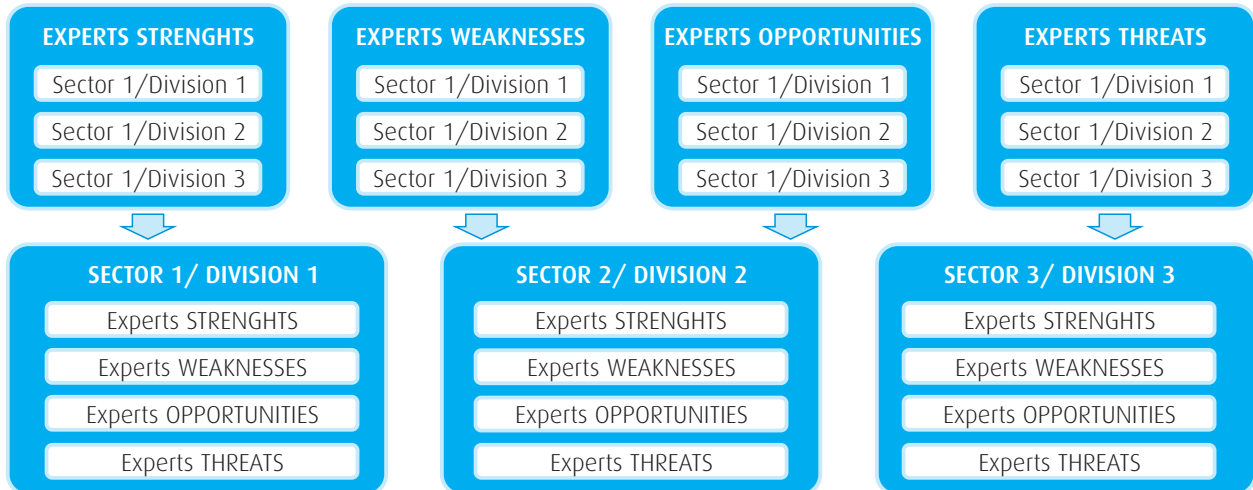 EXPERTS STRENGHTS
Sector 1/Division 1
Sector 1/Division 2
Sector 1/Division 3
EXPERTS WEAKNESSES
Sector 1/Division 1
Sector 1/Division 2
Sector 1/Division 3
EXPERTS OPPORTUNITIES
Sector 1/Division 1
Sector 1/Division 2
Sector 1/Division 3
EXPERTS THREATS
Sector 1/Division 1
Sector 1/Division 2
Sector 1/Division 3
SECTOR 1/ DIVISION 1
Experts STRENGHTS
Experts WEAKNESSES
Experts OPPORTUNITIES
Experts THREATS
SECTOR 2/ DIVISION 2
Experts STRENGHTS
Experts WEAKNESSES
Experts OPPORTUNITIES
Experts THREATS
SECTOR 3/ DIVISION 3
Experts STRENGHTS
Experts WEAKNESSES
Experts OPPORTUNITIES
Experts THREATS